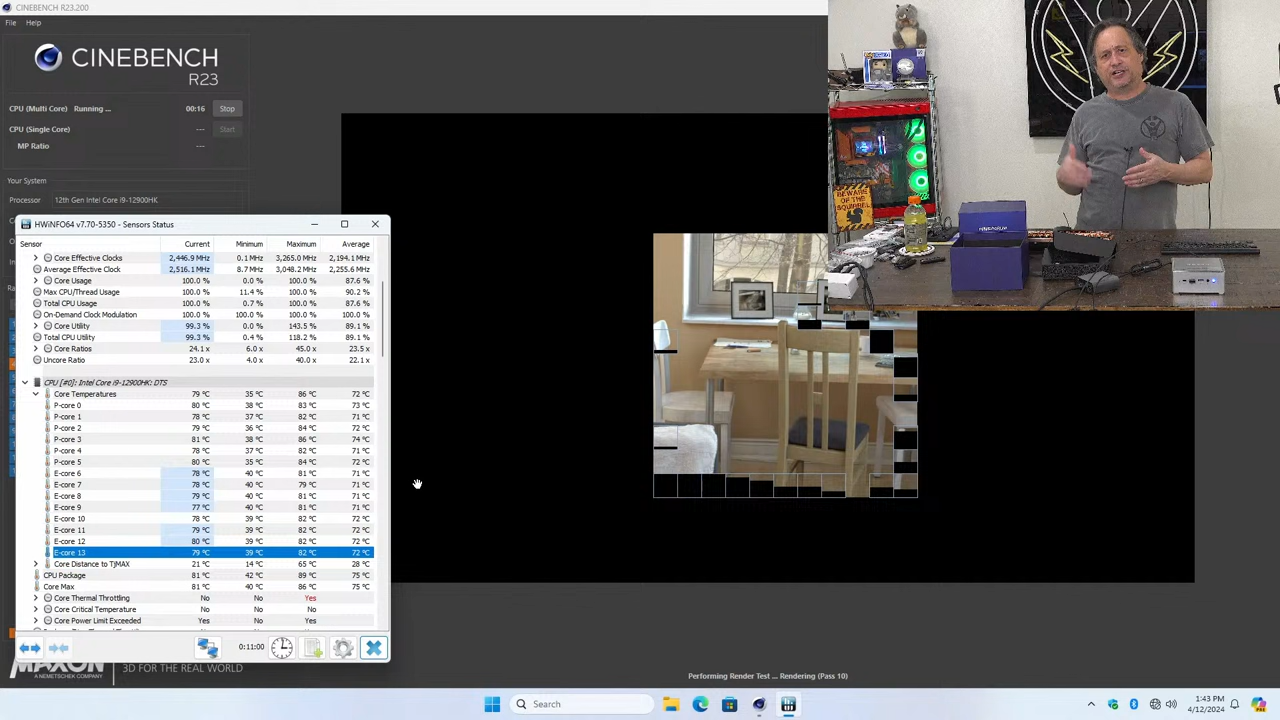 CINEBENCH R23.200
File Help
CINEBENCH
R23
CPU (Multi Core) Running ... 00:16 Stop
CPU (Single Core) --- Start
MP Ratio ---
Your System
Processor 12th Gen Intel Core i9-12900HK
HWiNFO64 v7.70-5350 - Sensors Status
Sensor Current Minimum Maximum Average
Core Effective Clocks 2,446.9 MHz 0.1 MHz 3,265.0 MHz 2,194.1 MHz
Average Effective Clock 2,516.1 MHz 8.7 MHz 3,048.2 MHz 2,255.6 MHz
Core Usage 100.0 % 0.0 % 100.0 % 87.6 %
Max CPU/Thread Usage 100.0 % 11.4 % 100.0 % 90.2 %
Total CPU Usage 100.0 % 0.7 % 100.0 % 87.6 %
On-Demand Clock Modulation 100.0 % 100.0 % 100.0 % 100.0 %
Core Utility 99.3 % 0.0 % 143.5 % 89.1 %
Total CPU Utility 99.3 % 0.4 % 118.2 % 89.1 %
Core Ratios 24.1 x 6.0 x 45.0 x 23.5 x
Uncore Ratio 23.0 x 4.0 x 40.0 x 22.1 x
CPU [#0]: Intel Core i9-12900HK: DTS
Core Temperatures 79 °C 35 °C 86 °C 72 °C
P-core 0 80 °C 38 °C 83 °C 73 °C
P-core 1 78 °C 37 °C 82 °C 71 °C
P-core 2 79 °C 36 °C 84 °C 72 °C
P-core 3 81 °C 38 °C 86 °C 74 °C
P-core 4 78 °C 37 °C 82 °C 71 °C
P-core 5 80 °C 35 °C 84 °C 72 °C
E-core 6 78 °C 40 °C 81 °C 71 °C
E-core 7 78 °C 40 °C 79 °C 71 °C
E-core 8 79 °C 40 °C 81 °C 71 °C
E-core 9 77 °C 40 °C 81 °C 71 °C
E-core 10 78 °C 39 °C 82 °C 71 °C
E-core 11 79 °C 39 °C 82 °C 71 °C
E-core 12 80 °C 39 °C 82 °C 72 °C
E-core 13 79 °C 39 °C 82 °C 72 °C
Core Distance to TjMAX 21 °C 14 °C 65 °C 28 °C
CPU Package 81 °C 42 °C 89 °C 75 °C
Core Max 81 °C 40 °C 86 °C 75 °C
Core Thermal Throttling No No Yes
Core Critical Temperature No No No
Core Power Limit Exceeded Yes No Yes
0:11:00
MAXON
A NEMETSCHEK COMPANY
3D FOR THE REAL WORLD
Performing Render Test ... Rendering (Pass 10)
BEWARE
OF THE
SQUIRREL
Search
1:43 PM
4/12/2024